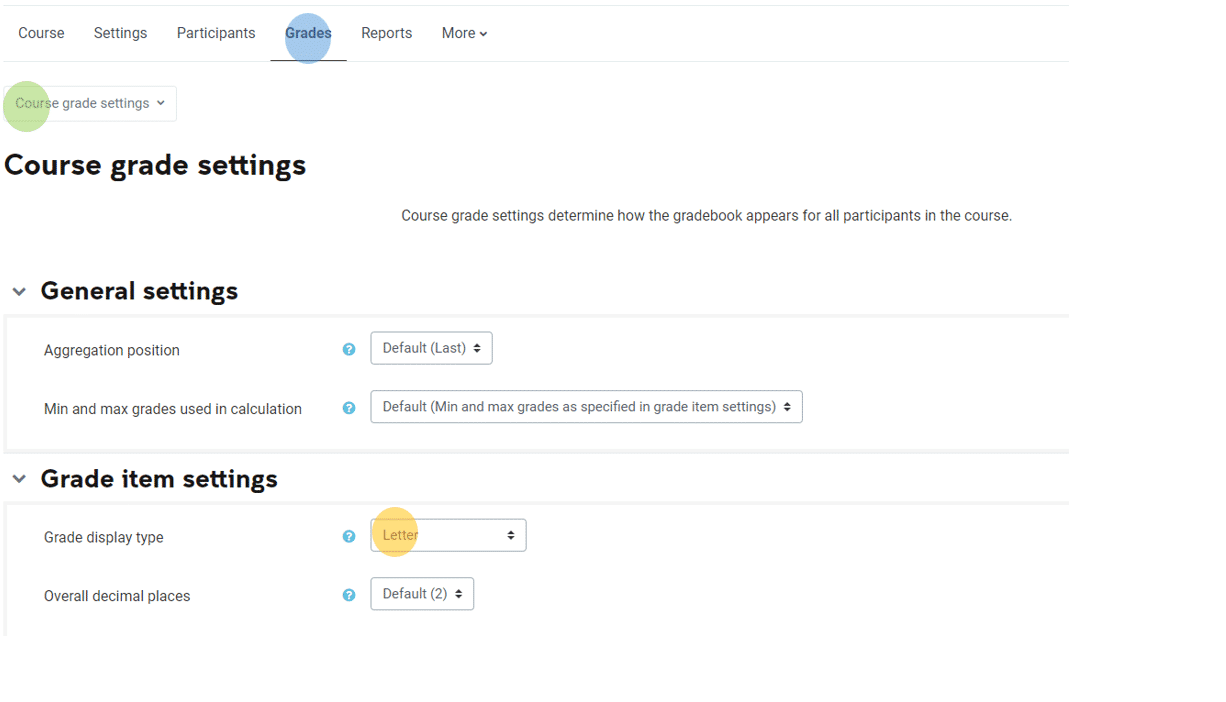 Course Settings Participants Grades Reports More
Course grade settings
Course grade settings
Course grade settings determine how the gradebook appears for all participants in the course.
General settings
Aggregation position ? Default (Last)
Min and max grades used in calculation ? Default (Min and max grades as specified in grade item settings)
Grade item settings
Grade display type ? Letter
Overall decimal places ? Default (2)